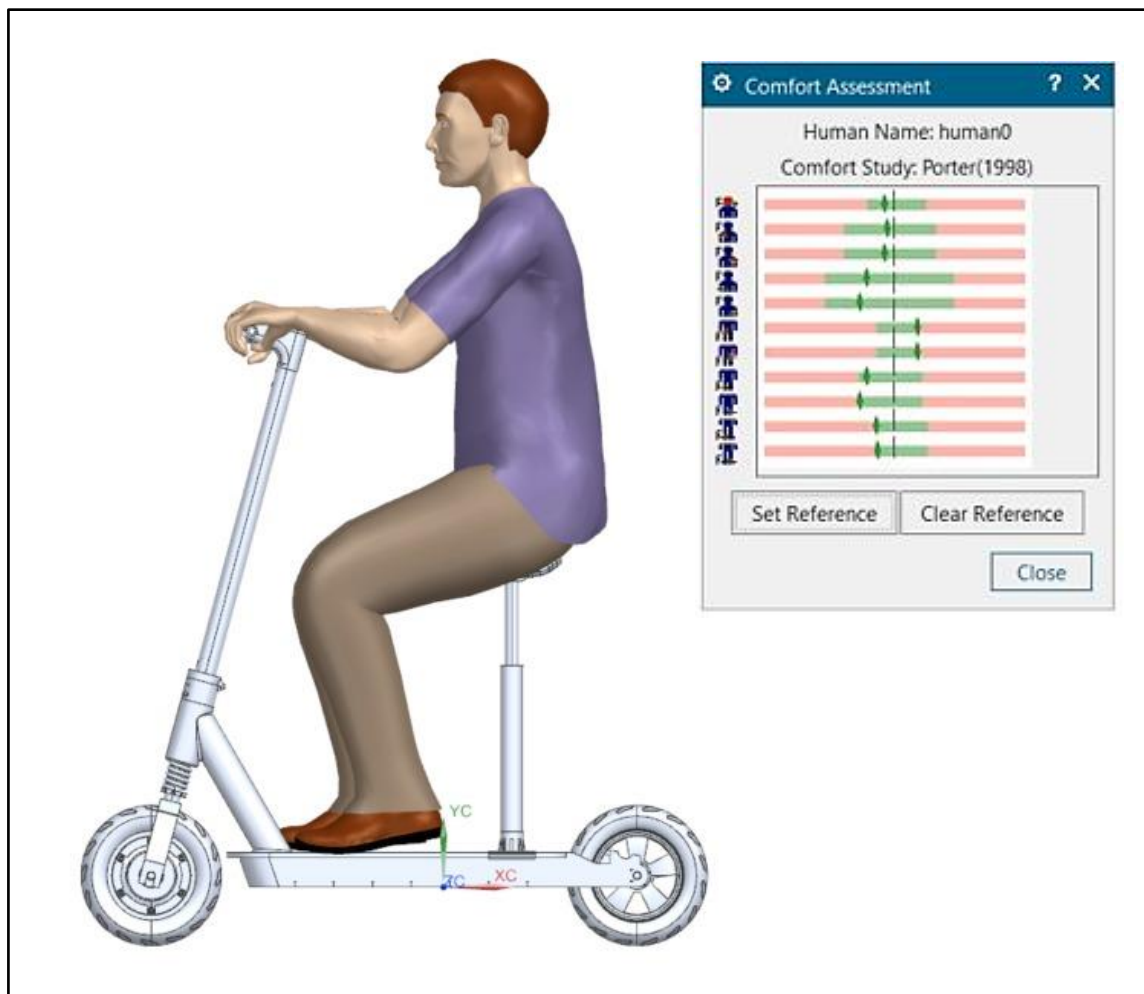 Comfort Assessment ? ×
Human Name: human0
Comfort Study: Porter(1998)
Set Reference
Clear Reference
Close
YC
ZC
XC